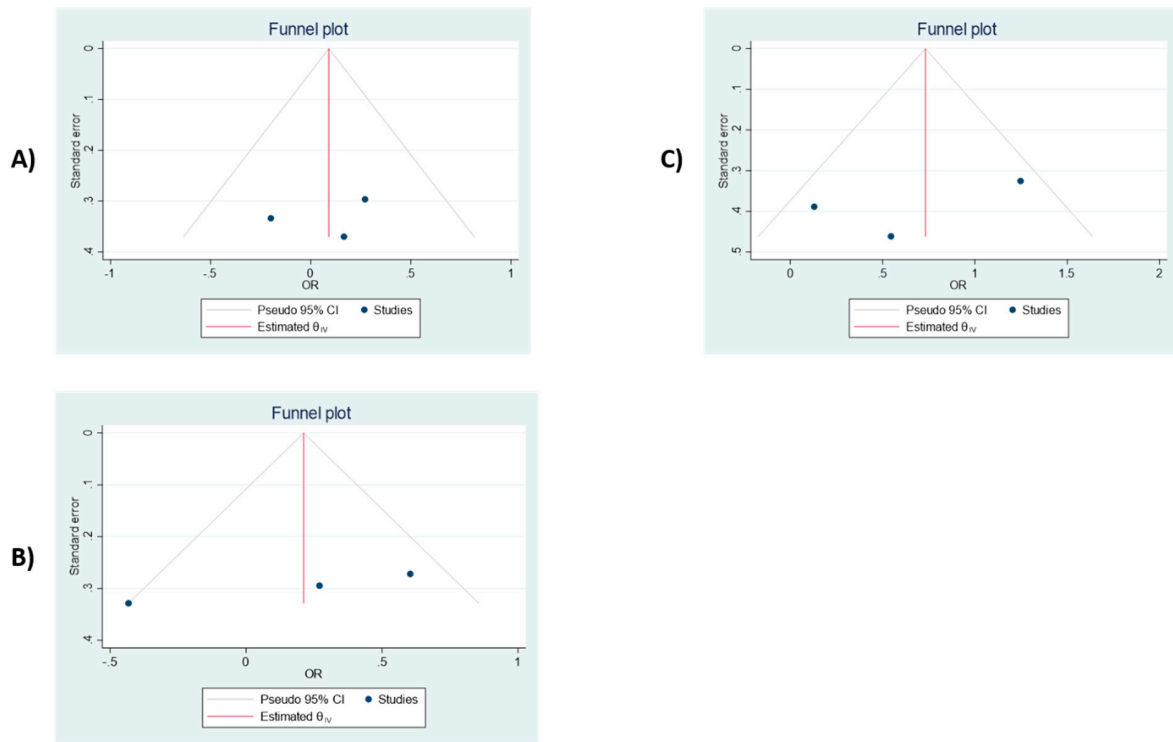 A)
Funnel plot
Standard error
0
.1
.2
.3
.4
-1
-.5
0
.5
1
OR
Pseudo 95% CI
Studies
Estimated θIV
C)
Funnel plot
Standard error
0
.1
.2
.3
.4
.5
0
.5
1
1.5
2
OR
Pseudo 95% CI
Studies
Estimated θIV
B)
Funnel plot
Standard error
0
.1
.2
.3
.4
-.5
0
.5
1
OR
Pseudo 95% CI
Studies
Estimated θIV